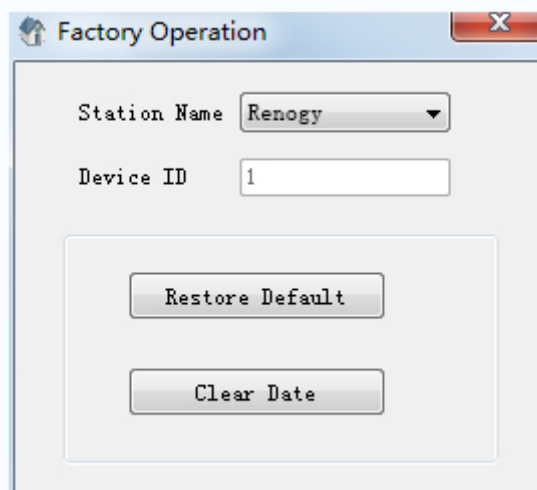 Factory Operation
Station Name Renogy
Device ID 1
Restore Default
Clear Date